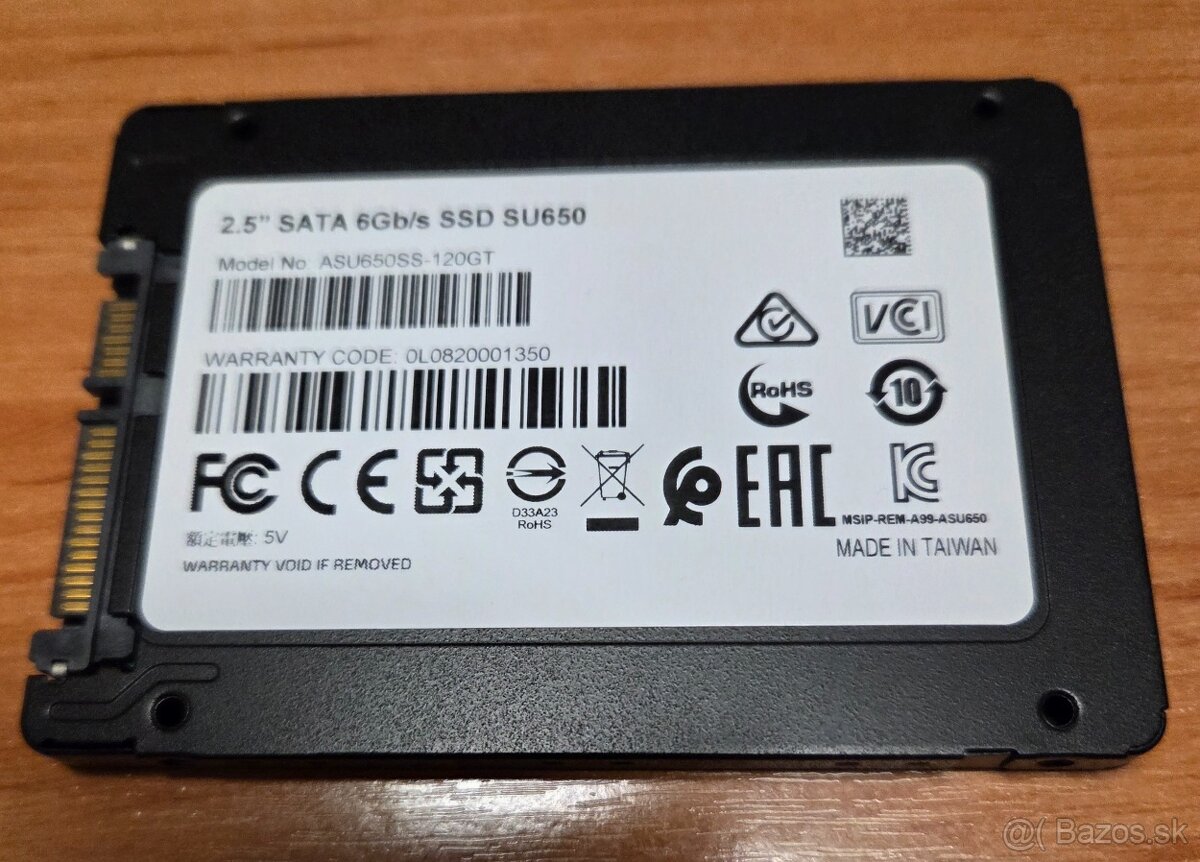 2.5” SATA 6Gb/s SSD SU650
Model No. ASU650SS-120GT
WARRANTY CODE: 0L0820001350
VCI
RoHS
10
FC CE
D33A23
RoHS
EAC
KC
MSIP-REM-A99-ASU650
額定電壓: 5V
MADE IN TAIWAN
WARRANTY VOID IF REMOVED
@( Bazos.sk